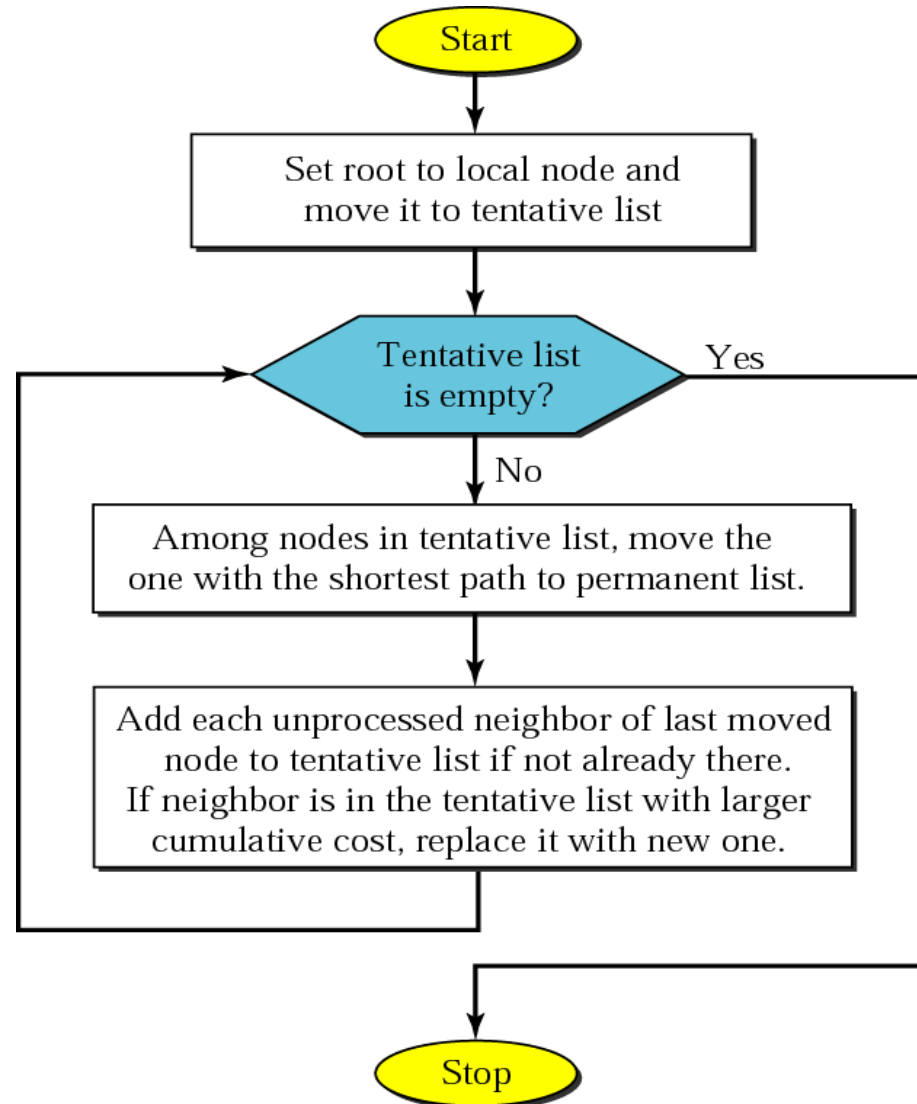 Start
Set root to local node and
move it to tentative list
Tentative list
is empty?
Yes
No
Among nodes in tentative list, move the
one with the shortest path to permanent list.
Add each unprocessed neighbor of last moved
node to tentative list if not already there.
If neighbor is in the tentative list with larger
cumulative cost, replace it with new one.
Stop